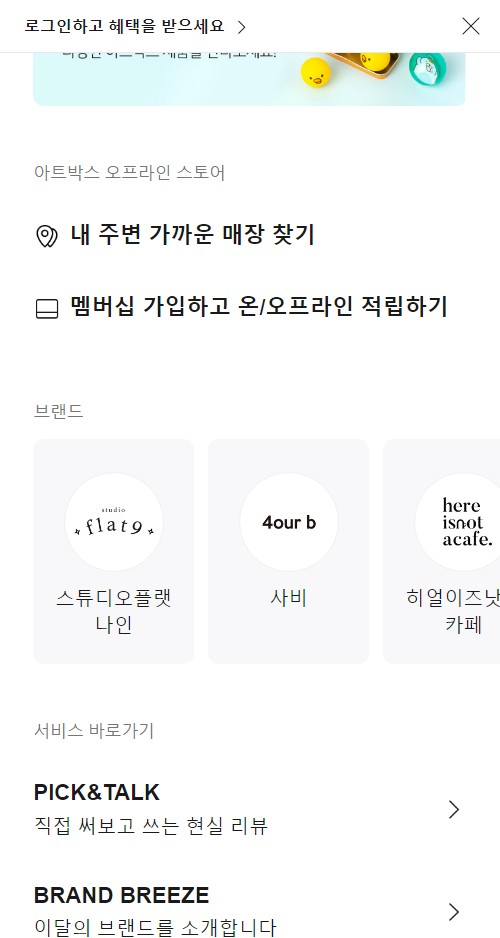 로그인하고 혜택을 받으세요
아트박스 오프라인 스토어
내 주변 가까운 매장 찾기
멤버십 가입하고 온/오프라인 적립하기
브랜드
studio
flat9
스튜디오플랫
나인
4our b
사비
here
isnot
acafe.
히얼이즈낫
카페
서비스 바로가기
PICK&TALK
직접 써보고 쓰는 현실 리뷰
BRAND BREEZE
이달의 브랜드를 소개합니다